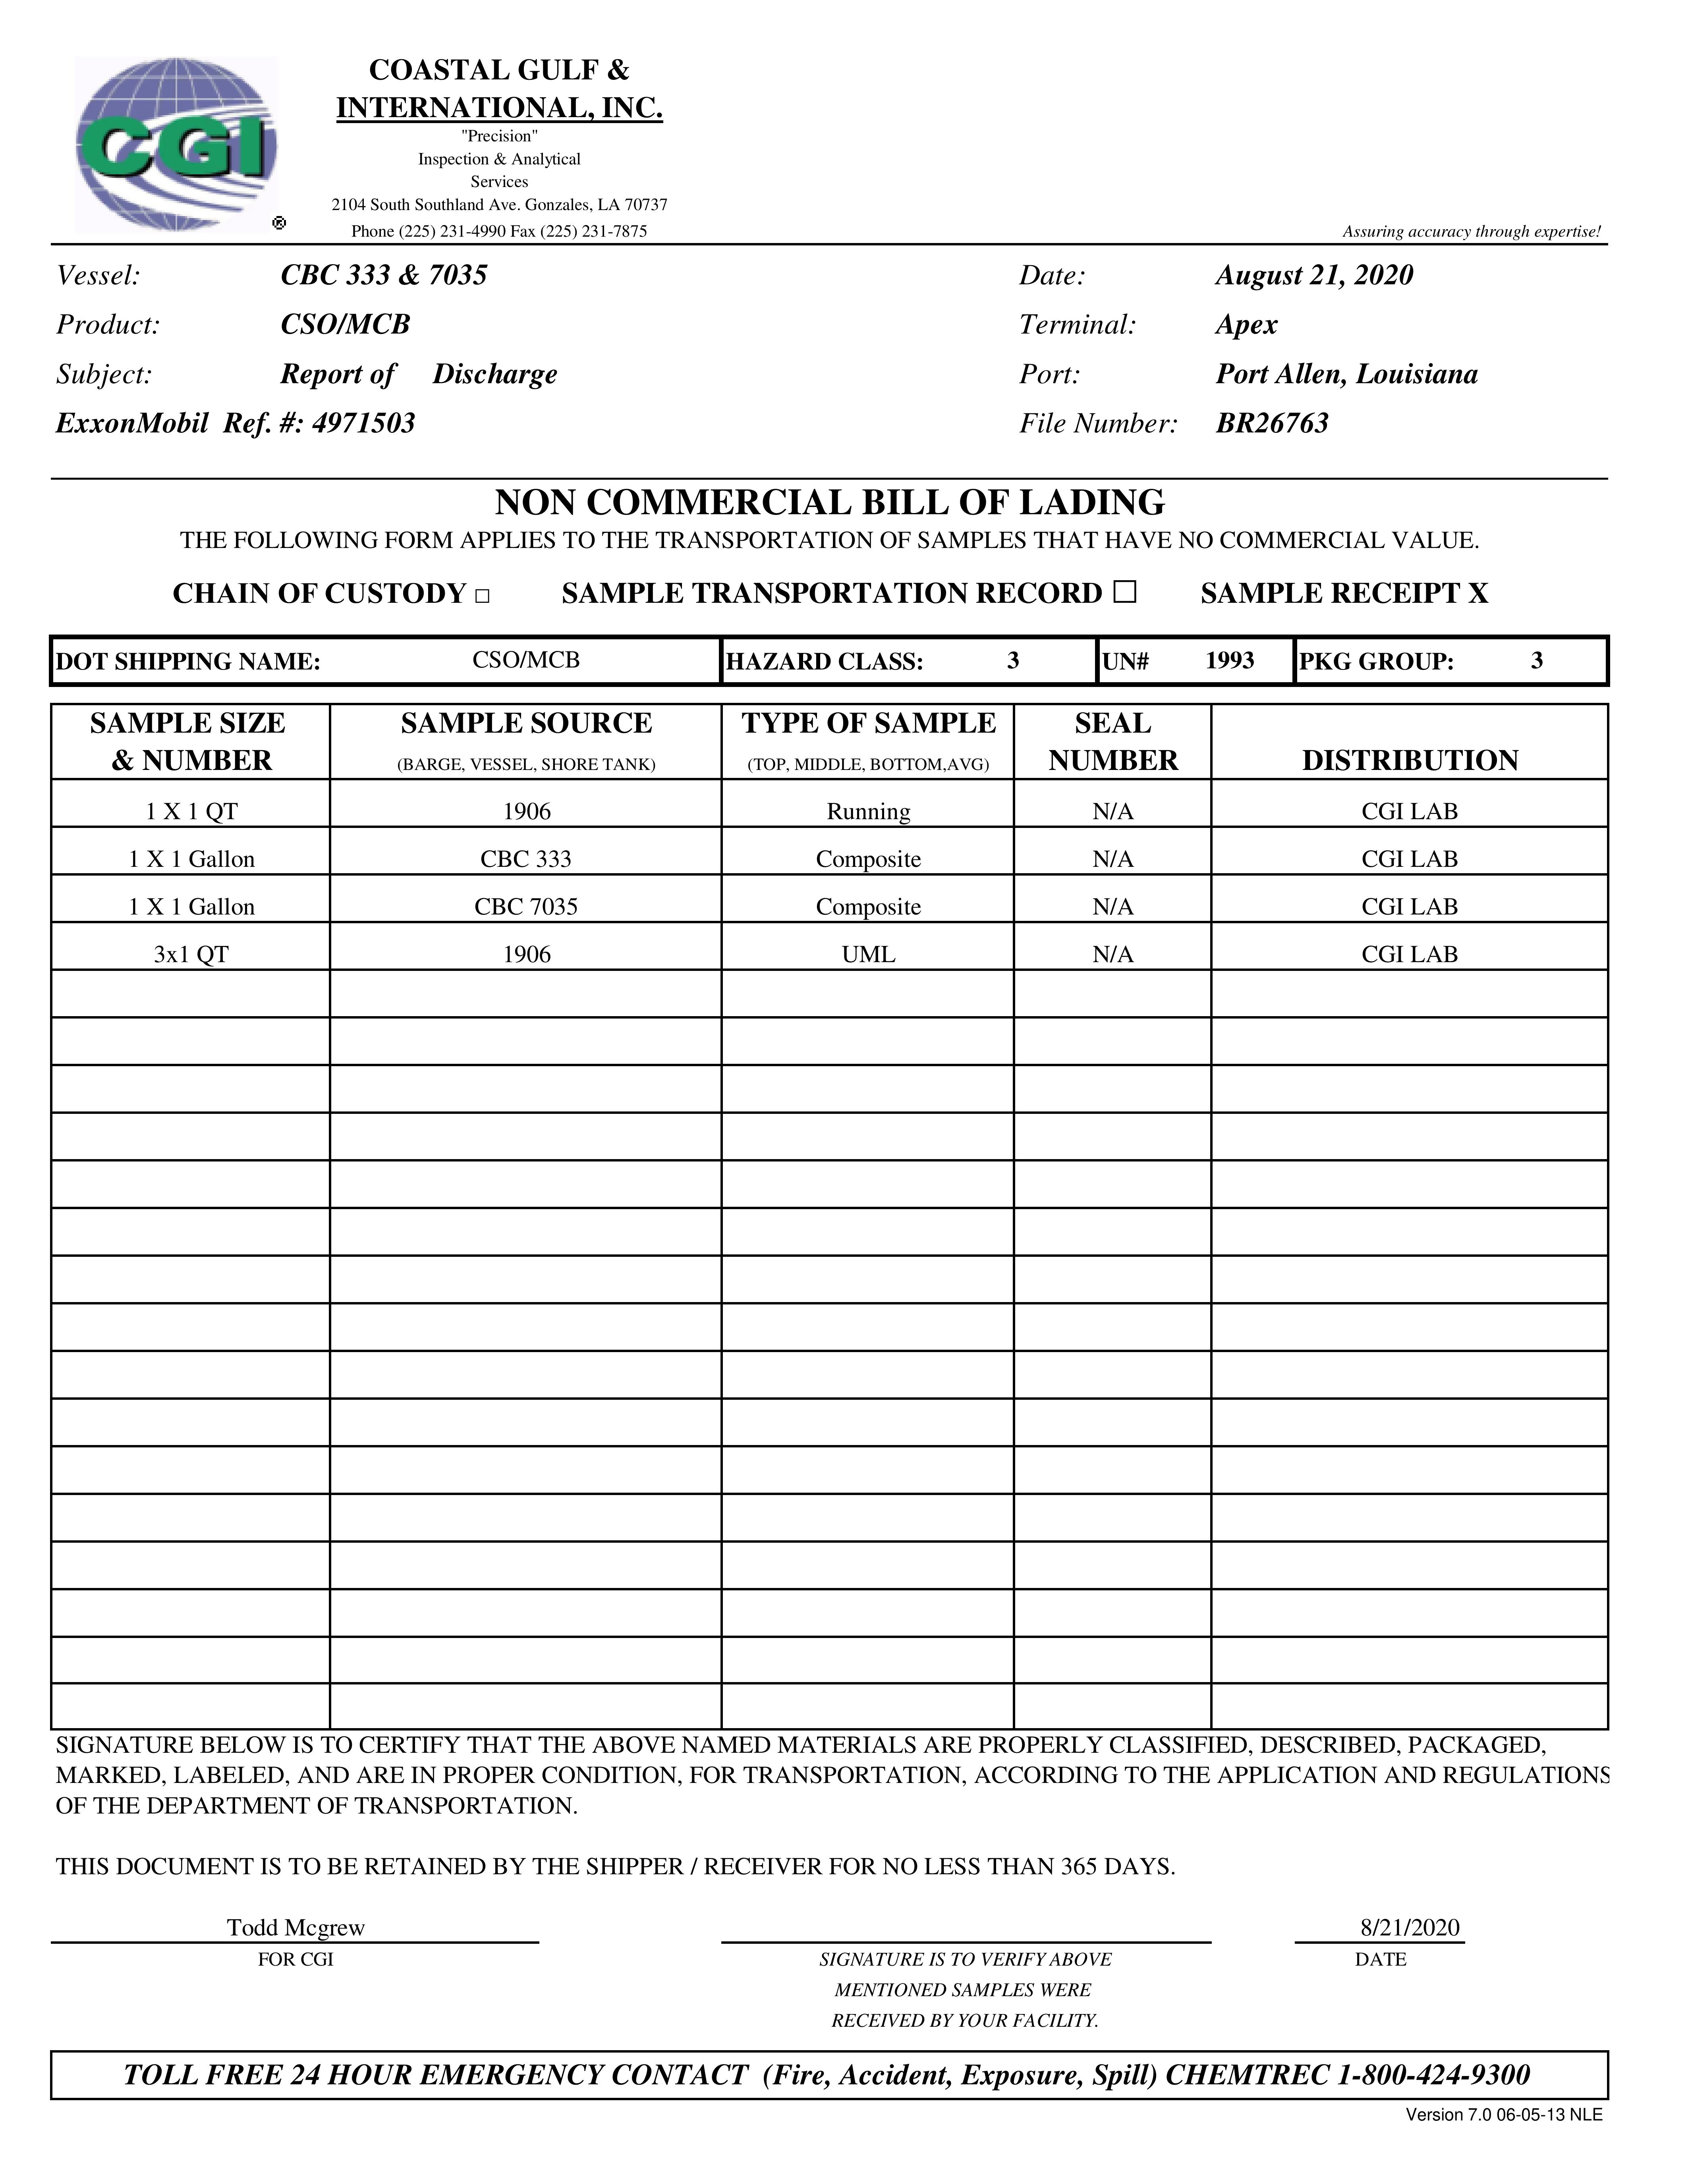 CGI ®
COASTAL GULF &
INTERNATIONAL, INC.
"Precision"
Inspection & Analytical
Services
2104 South Southland Ave. Gonzales, LA 70737
Phone (225) 231-4990 Fax (225) 231-7875
Assuring accuracy through expertise!
Vessel: CBC 333 & 7035 Date: August 21, 2020
Product: CSO/MCB Terminal: Apex
Subject: Report of Discharge Port: Port Allen, Louisiana
ExxonMobil Ref. #: 4971503 File Number: BR26763
NON COMMERCIAL BILL OF LADING
THE FOLLOWING FORM APPLIES TO THE TRANSPORTATION OF SAMPLES THAT HAVE NO COMMERCIAL VALUE.
CHAIN OF CUSTODY □ SAMPLE TRANSPORTATION RECORD □ SAMPLE RECEIPT X
DOT SHIPPING NAME: CSO/MCB HAZARD CLASS: 3 UN# 1993 PKG GROUP: 3
SAMPLE SIZE SAMPLE SOURCE TYPE OF SAMPLE SEAL
& NUMBER (BARGE, VESSEL, SHORE TANK) (TOP, MIDDLE, BOTTOM,AVG) NUMBER DISTRIBUTION
1 X 1 QT 1906 Running N/A CGI LAB
1 X 1 Gallon CBC 333 Composite N/A CGI LAB
1 X 1 Gallon CBC 7035 Composite N/A CGI LAB
3x1 QT 1906 UML N/A CGI LAB
SIGNATURE BELOW IS TO CERTIFY THAT THE ABOVE NAMED MATERIALS ARE PROPERLY CLASSIFIED, DESCRIBED, PACKAGED,
MARKED, LABELED, AND ARE IN PROPER CONDITION, FOR TRANSPORTATION, ACCORDING TO THE APPLICATION AND REGULATIONS
OF THE DEPARTMENT OF TRANSPORTATION.
THIS DOCUMENT IS TO BE RETAINED BY THE SHIPPER / RECEIVER FOR NO LESS THAN 365 DAYS.
Todd Mcgrew 8/21/2020
FOR CGI SIGNATURE IS TO VERIFY ABOVE DATE
MENTIONED SAMPLES WERE
RECEIVED BY YOUR FACILITY.
TOLL FREE 24 HOUR EMERGENCY CONTACT (Fire, Accident, Exposure, Spill) CHEMTREC 1-800-424-9300
Version 7.0 06-05-13 NLE